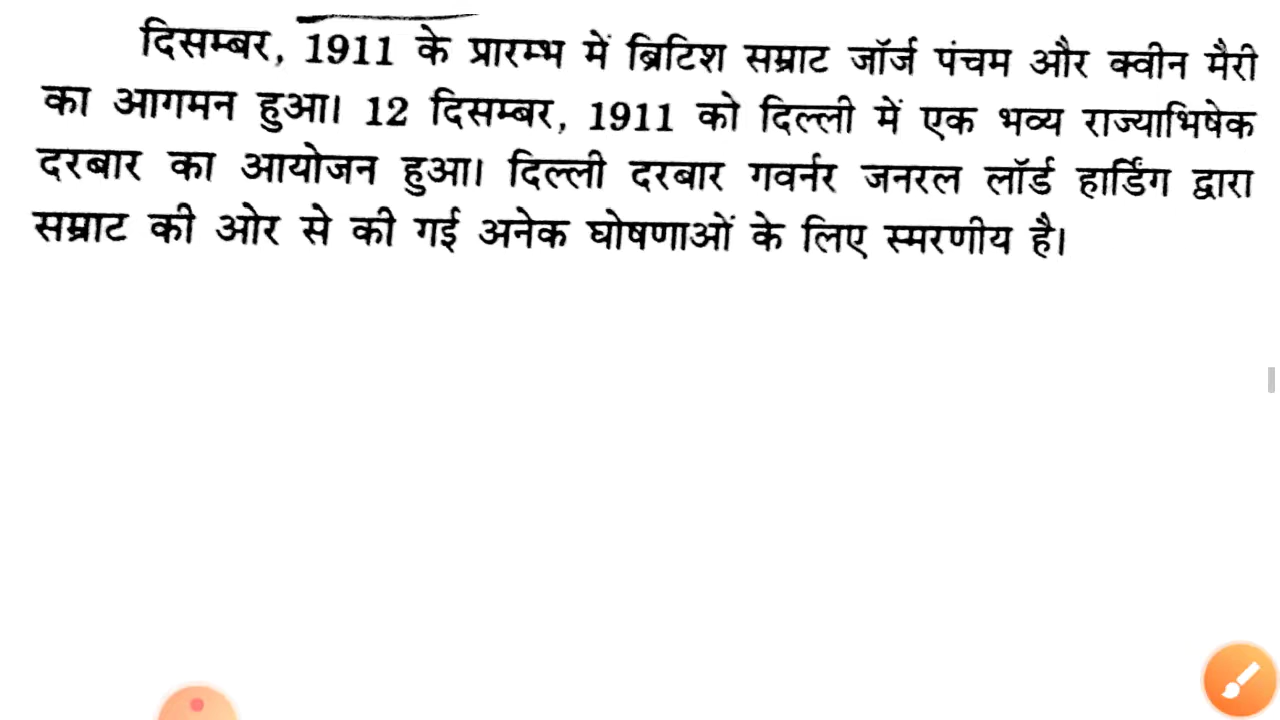 दिसम्बर, 1911 के प्रारम्भ में ब्रिटिश सम्राट जॉर्ज पंचम और क्वीन मैरी
का आगमन हुआ। 12 दिसम्बर, 1911 को दिल्ली में एक भव्य राज्याभिषेक
दरबार का आयोजन हुआ। दिल्ली दरबार गवर्नर जनरल लॉर्ड हार्डिंग द्वारा
सम्राट की ओर से की गई अनेक घोषणाओं के लिए स्मरणीय है।